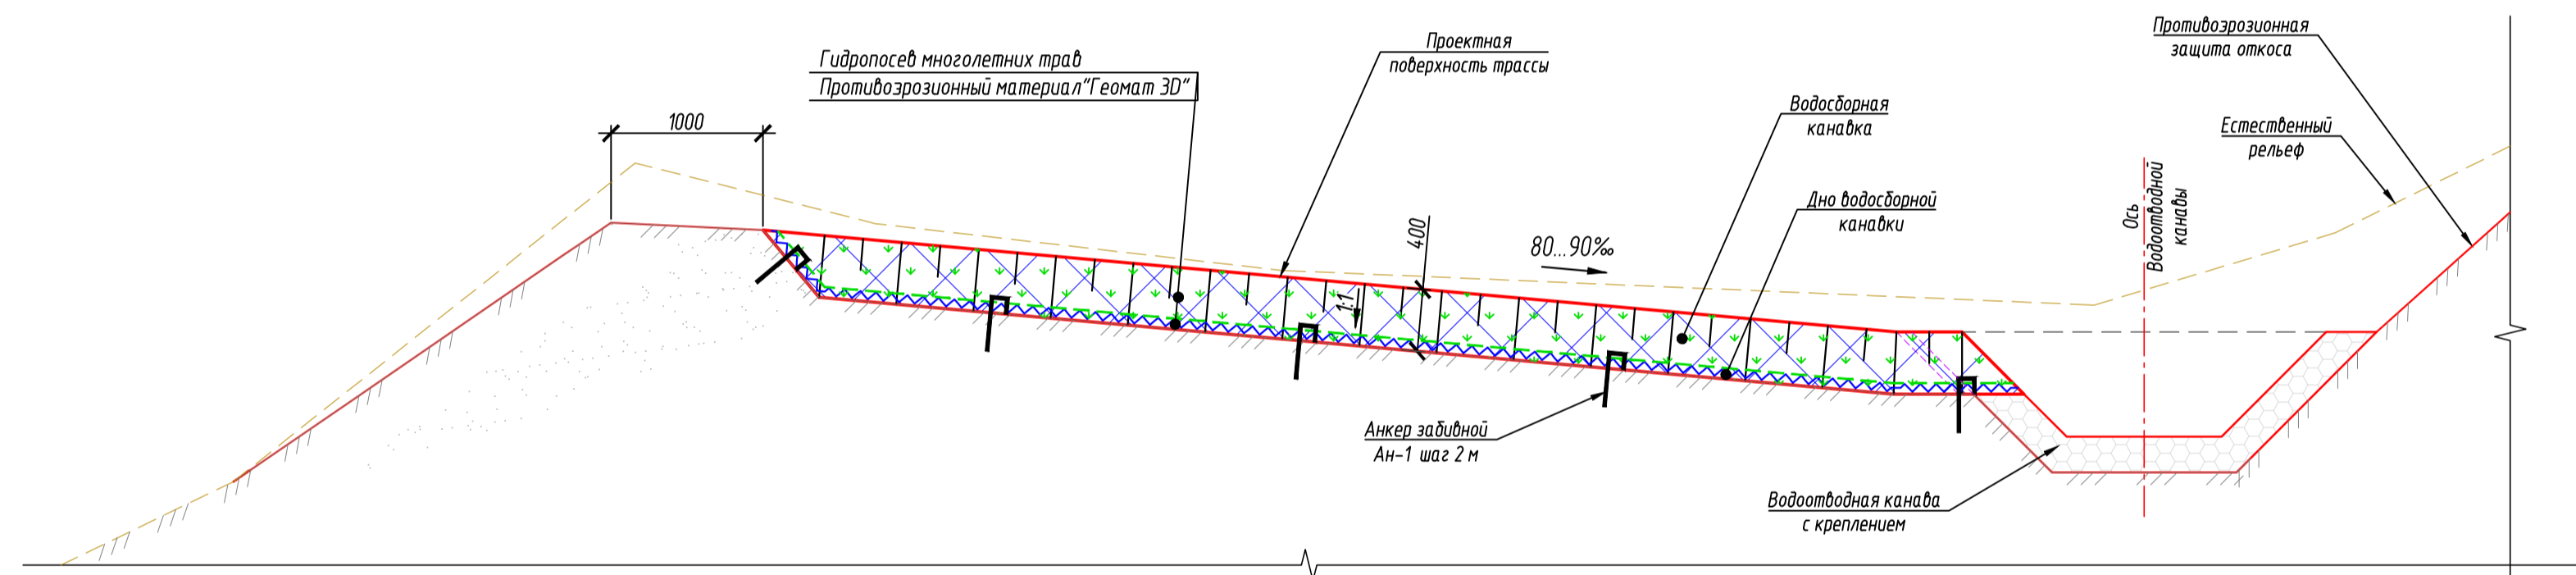 Противоэрозионная
защита откоса
Проектная
поверхность трассы
Гидропосев многолетних трав
Противоэрозионный материал"Геомат 3D"
Водосборная
канавка
1000
Естественный
рельеф
Дно водосборной
канавки
400
80...90‰
Ось
Водоотводной
канавы
1:1
Анкер забивной
Ан-1 шаг 2 м
Водоотводная канава
с креплением